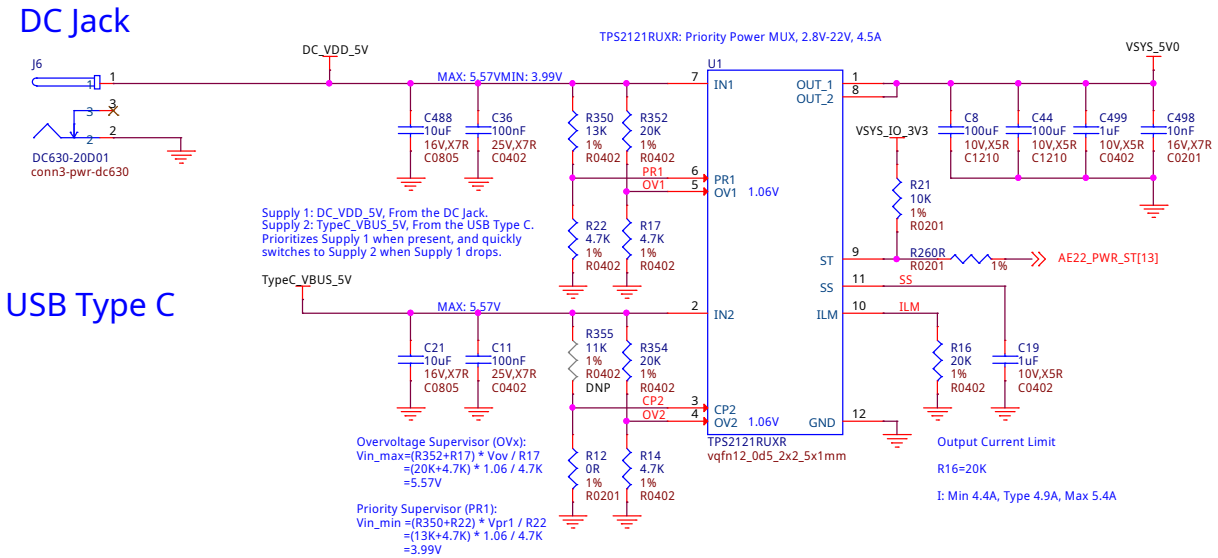 DC Jack
TPS2121RUXR: Priority Power MUX, 2.8V-22V, 4.5A
DC_VDD_5V
VSYS_5V0
J6
1
1
3
3
2
2
DC630-20D01
conn3-pwr-dc630
MAX: 5.57VMIN: 3.99V
C488
10uF
16V,X7R
C0805
C36
100nF
25V,X7R
C0402
R350
13K
1%
R0402
R352
20K
1%
R0402
PR1
OV1
R22
4.7K
1%
R0402
R17
4.7K
1%
R0402
Supply 1: DC_VDD_5V, From the DC Jack.
Supply 2: TypeC_VBUS_5V, From the USB Type C.
Prioritizes Supply 1 when present, and quickly
switches to Supply 2 when Supply 1 drops.
U1
7
IN1
6
PR1
5
OV1
1.06V
2
IN2
3
CP2
4
OV2
1.06V
OUT_1
1
OUT_2
8
ST
9
SS
11
ILM
10
GND
12
TPS2121RUXR
vqfn12_0d5_2x2_5x1mm
VSYS_IO_3V3
R21
10K
1%
R0201
C8
100uF
10V,X5R
C1210
C44
100uF
10V,X5R
C1210
C499
1uF
10V,X5R
C0402
C498
10nF
16V,X7R
C0201
R260R
R0201
1%
AE22_PWR_ST[13]
SS
ILM
R16
20K
1%
R0402
C19
1uF
10V,X5R
C0402
USB Type C
TypeC_VBUS_5V
MAX: 5.57V
C21
10uF
16V,X7R
C0805
C11
100nF
25V,X7R
C0402
R355
11K
1%
R0402
DNP
R354
20K
1%
R0402
CP2
OV2
R12
0R
1%
R0201
R14
4.7K
1%
R0402
Overvoltage Supervisor (OVx):
Vin_max=(R352+R17) * Vov / R17
=(20K+4.7K) * 1.06 / 4.7K
=5.57V
Priority Supervisor (PR1):
Vin_min =(R350+R22) * Vpr1 / R22
=(13K+4.7K) * 1.06 / 4.7K
=3.99V
Output Current Limit
R16=20K
I: Min 4.4A, Type 4.9A, Max 5.4A